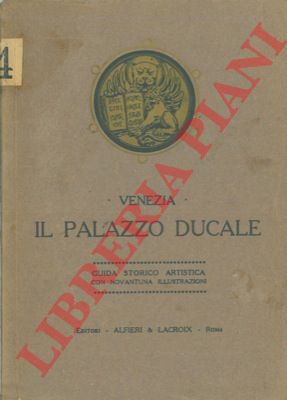 4
· VENEZIA ·
IL PALAZZO DUCALE
GUIDA STORICO ARTISTICA
CON NOVANTUNA ILLUSTRAZIONI
EDITORI - ALFIERI & LACROIX - ROMA
LIBRERIA PIANI